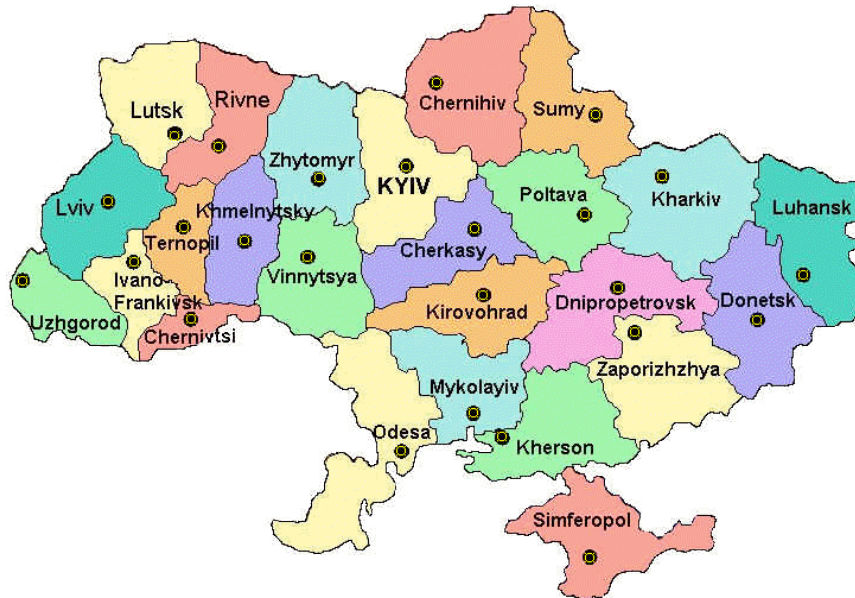 Chernihiv
Sumy
Rivne
Lutsk
Zhytomyr
KYIV
Poltava
Kharkiv
Luhansk
Lviv
Khmelnytsky
Ternopil
Cherkasy
Vinnytsya
Ivano-
Frankivsk
Uzhgorod
Chernivtsi
Kirovohrad
Dnipropetrovsk
Donetsk
Zaporizhzhya
Mykolayiv
Odesa
Kherson
Simferopol